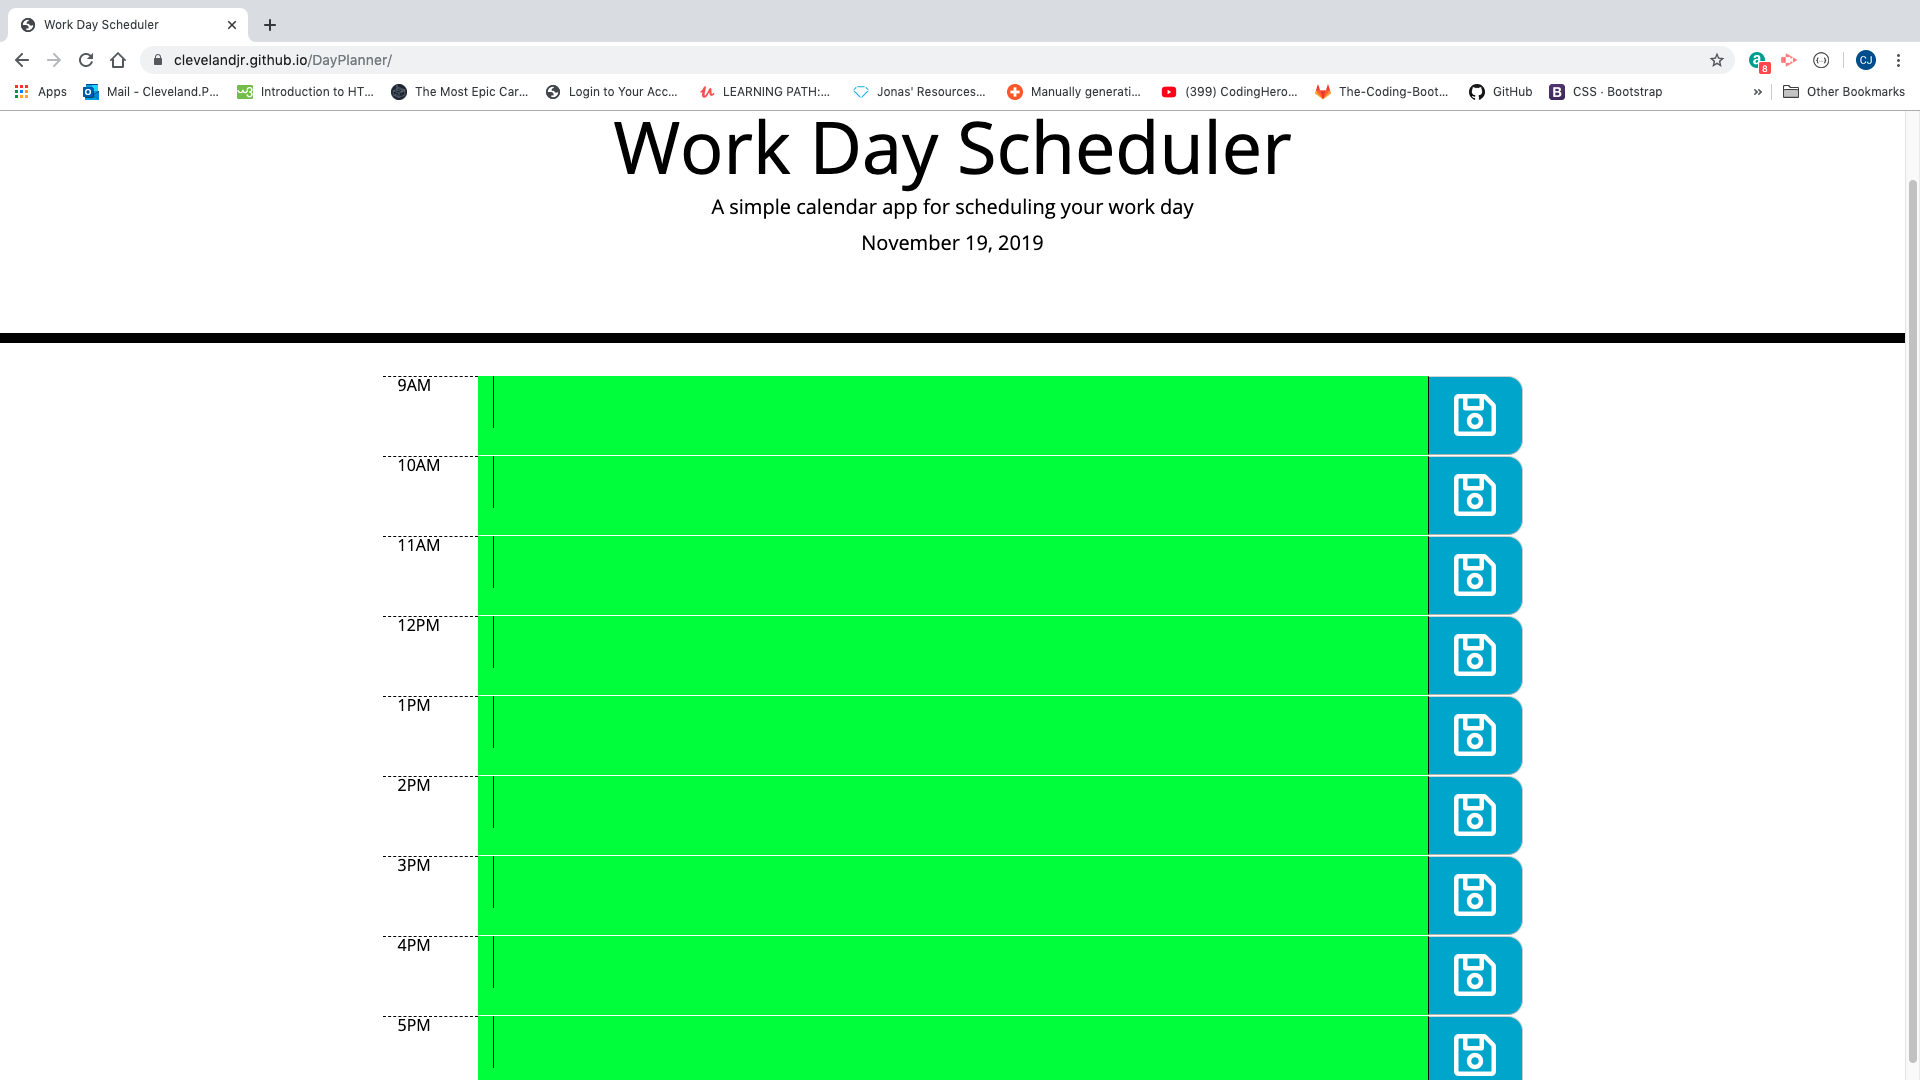 Work Day Scheduler
clevelandjr.github.io/DayPlanner/
8
CJ
Apps
Mail - Cleveland.P...
Introduction to HT...
The Most Epic Car...
Login to Your Acc...
LEARNING PATH:...
Jonas' Resources...
Manually generati...
(399) CodingHero...
The-Coding-Boot...
GitHub
B
CSS · Bootstrap
»
Other Bookmarks
Work Day Scheduler
A simple calendar app for scheduling your work day
November 19, 2019
9AM
10AM
11AM
12PM
1PM
2PM
3PM
4PM
5PM